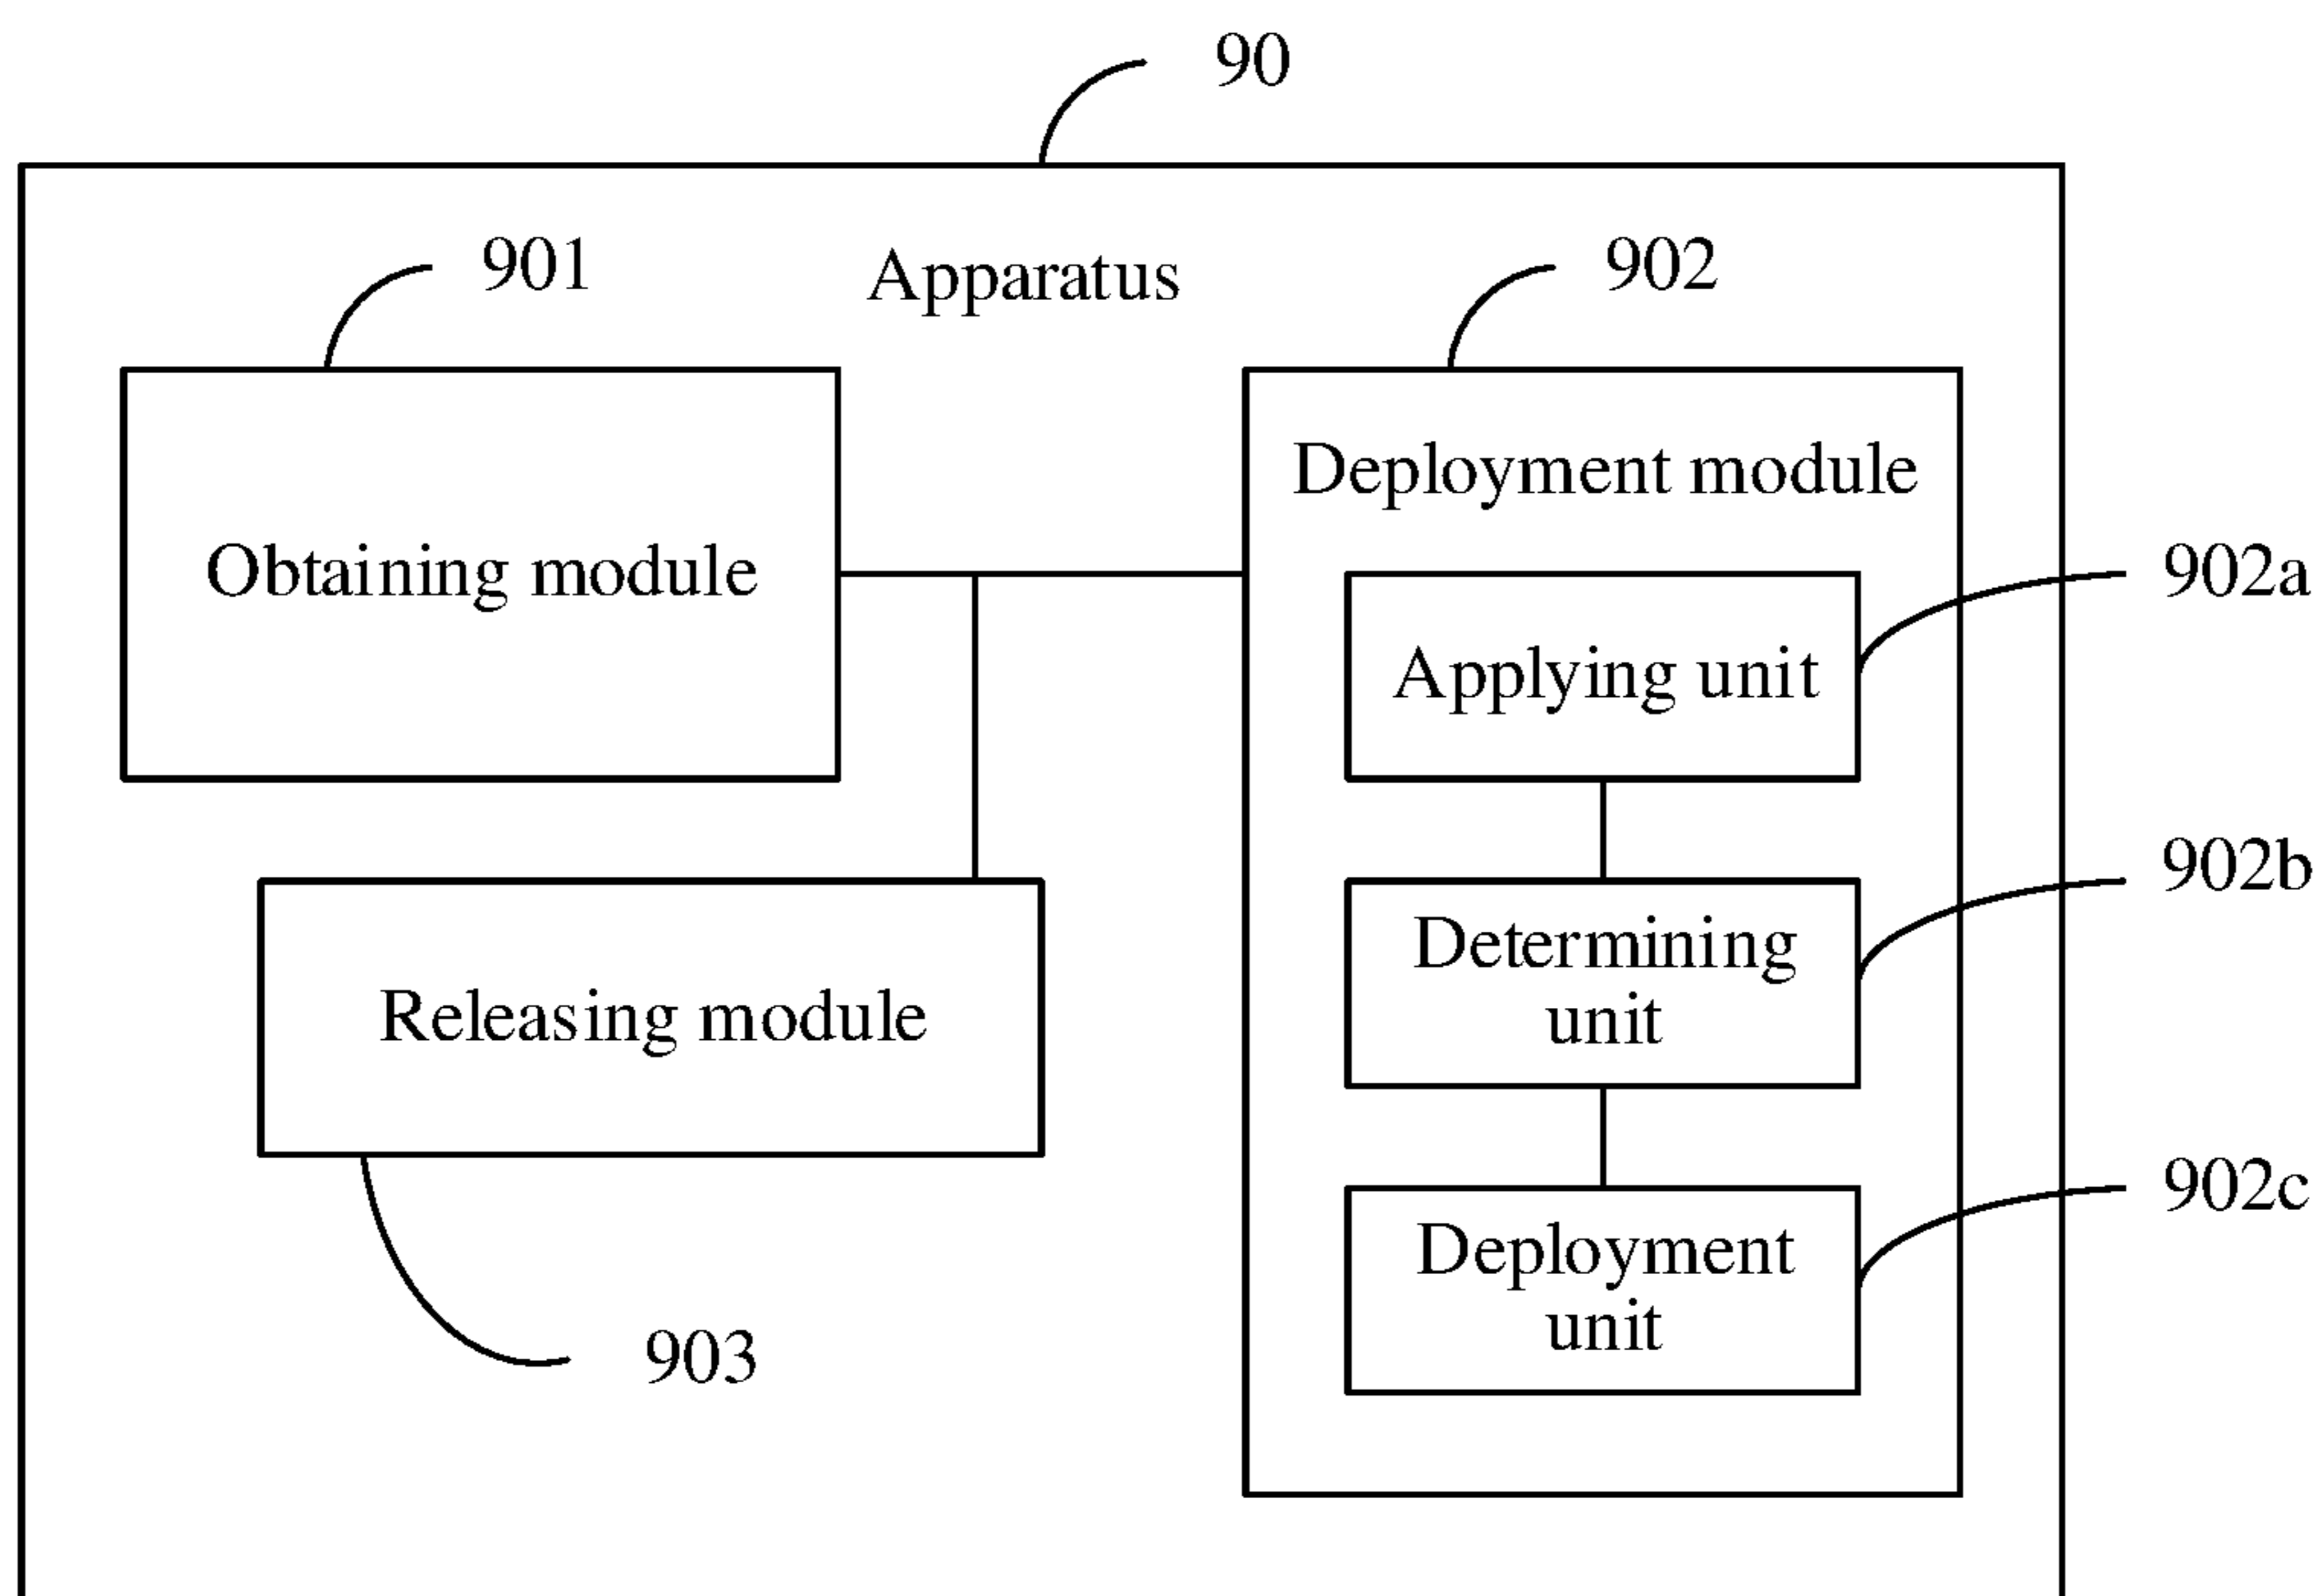 90
901
Apparatus
902
Deployment module
Obtaining module
902a
Applying unit
902b
Determining
unit
Releasing module
902c
Deployment
unit
903